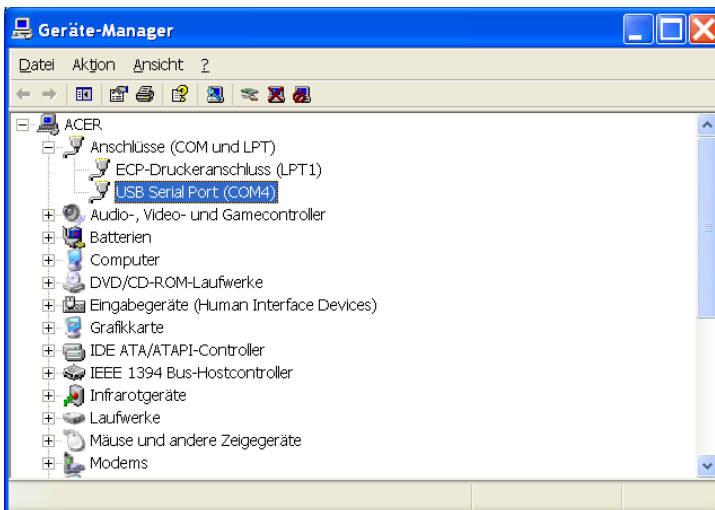 Geräte-Manager
Datei Aktion Ansicht ?
ACER
Anschlüsse (COM und LPT)
ECP-Druckeranschluss (LPT1)
USB Serial Port (COM4)
Audio-, Video- und Gamecontroller
Batterien
Computer
DVD/CD-ROM-Laufwerke
Eingabegeräte (Human Interface Devices)
Grafikkarte
IDE ATA/ATAPI-Controller
IEEE 1394 Bus-Hostcontroller
Infrarotgeräte
Laufwerke
Mäuse und andere Zeigegeräte
Modems